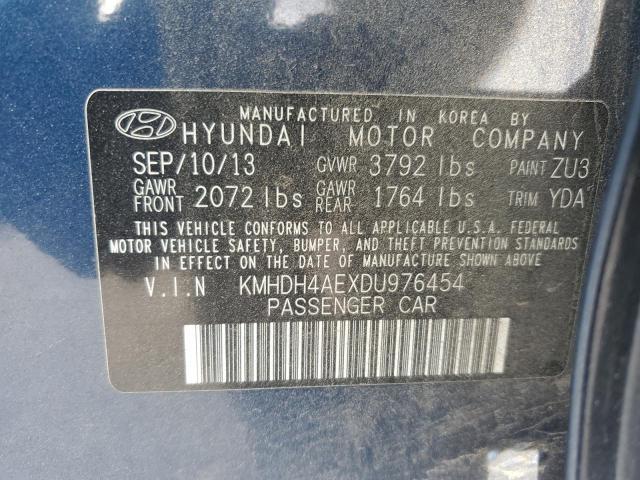 MANUFACTURED IN KOREA BY
HYUNDAI MOTOR COMPANY
SEP/10/13 GVWR 3792 lbs PAINT ZU3
GAWR FRONT 2072 lbs GAWR REAR 1764 lbs TRIM YDA
THIS VEHICLE CONFORMS TO ALL APPLICABLE U.S.A. FEDERAL
MOTOR VEHICLE SAFETY, BUMPER, AND THEFT PREVENTION STANDARDS
IN EFFECT ON THE DATE OF MANUFACTURE SHOWN ABOVE.
V.I.N KMHDH4AEXDU976454
PASSENGER CAR